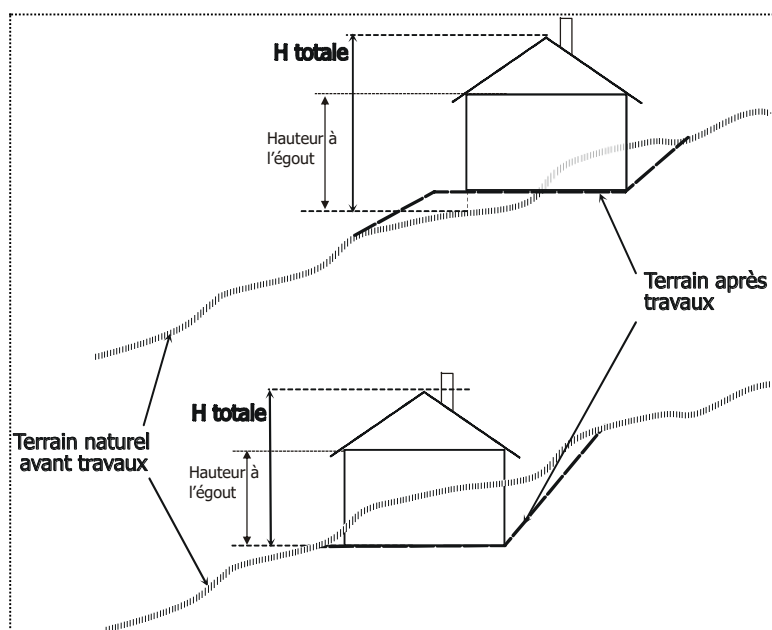 H totale
Hauteur à
l'égout
Terrain après
travaux
H totale
Terrain naturel
avant travaux
Hauteur à
l'égout